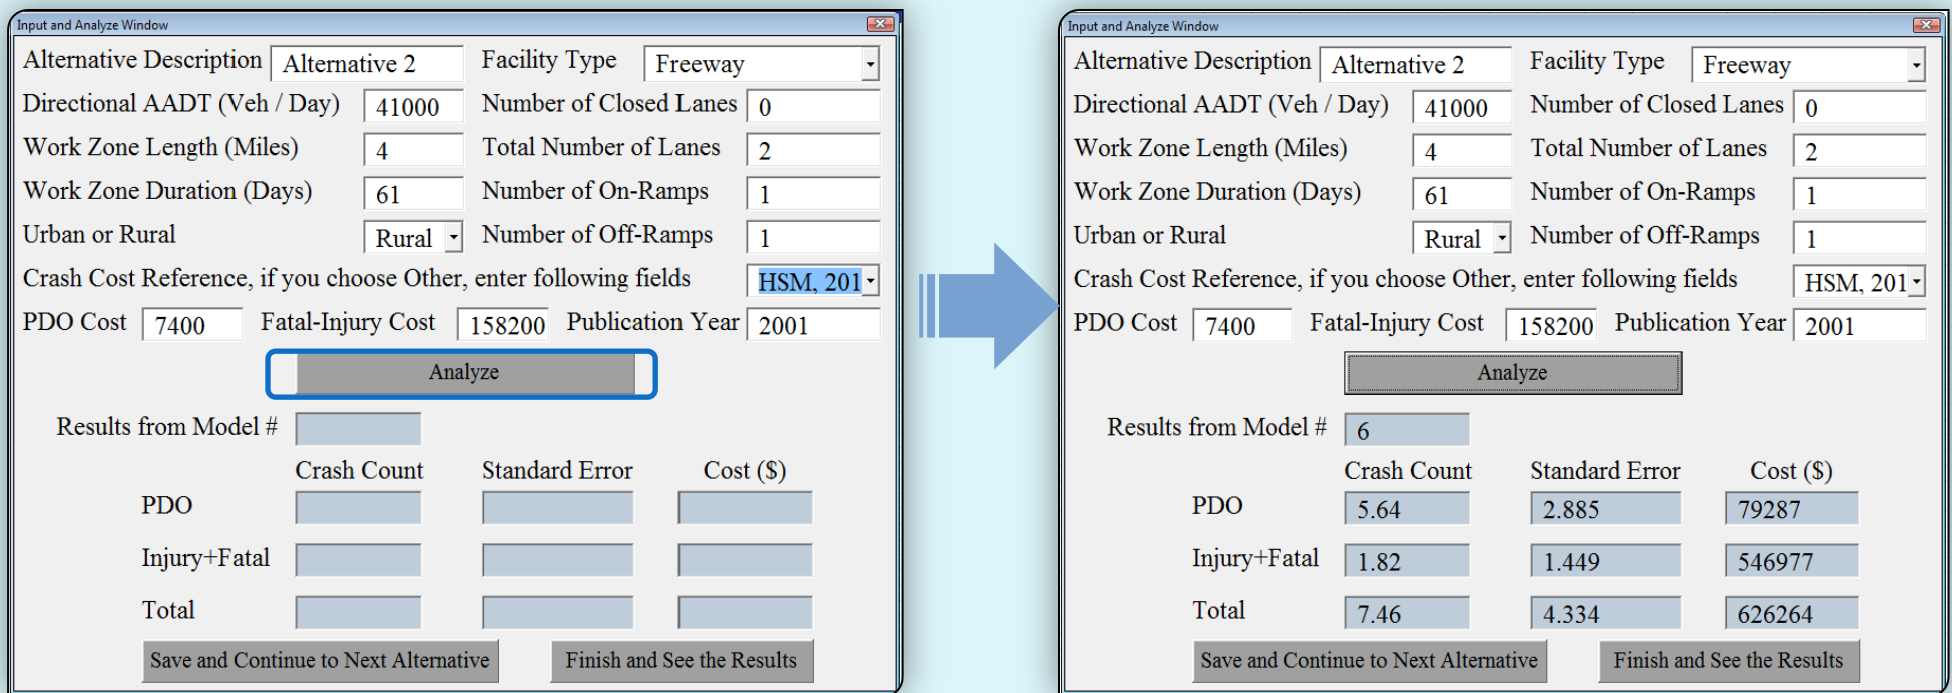 Input and Analyze Window
Alternative Description Alternative 2 Facility Type Freeway
Directional AADT (Veh / Day) 41000 Number of Closed Lanes 0
Work Zone Length (Miles) 4 Total Number of Lanes 2
Work Zone Duration (Days) 61 Number of On-Ramps 1
Urban or Rural Rural Number of Off-Ramps 1
Crash Cost Reference, if you choose Other, enter following fields HSM, 201
PDO Cost 7400 Fatal-Injury Cost 158200 Publication Year 2001
Analyze
Results from Model #
Crash Count Standard Error Cost ($)
PDO
Injury+Fatal
Total
Save and Continue to Next Alternative Finish and See the Results
Input and Analyze Window
Alternative Description Alternative 2 Facility Type Freeway
Directional AADT (Veh / Day) 41000 Number of Closed Lanes 0
Work Zone Length (Miles) 4 Total Number of Lanes 2
Work Zone Duration (Days) 61 Number of On-Ramps 1
Urban or Rural Rural Number of Off-Ramps 1
Crash Cost Reference, if you choose Other, enter following fields HSM, 201
PDO Cost 7400 Fatal-Injury Cost 158200 Publication Year 2001
Analyze
Results from Model # 6
Crash Count Standard Error Cost ($)
PDO 5.64 2.885 79287
Injury+Fatal 1.82 1.449 546977
Total 7.46 4.334 626264
Save and Continue to Next Alternative Finish and See the Results